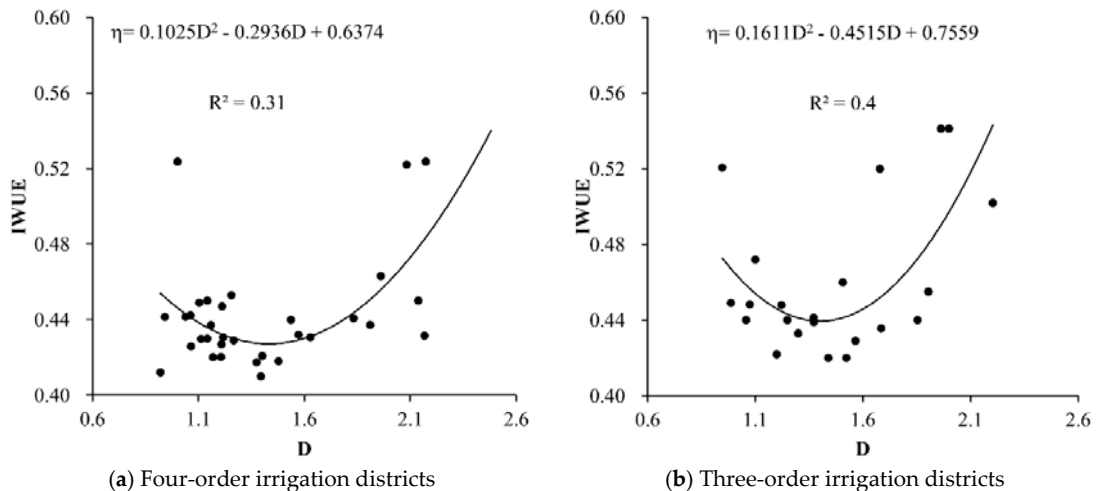 η= 0.1025D² - 0.2936D + 0.6374
R² = 0.31
0.60
0.56
0.52
0.48
0.44
0.40
IWUE
0.6 1.1 1.6 2.1 2.6
D
(a) Four-order irrigation districts
η= 0.1611D² - 0.4515D + 0.7559
R² = 0.4
0.60
0.56
0.52
0.48
0.44
0.40
IWUE
0.6 1.1 1.6 2.1 2.6
D
(b) Three-order irrigation districts